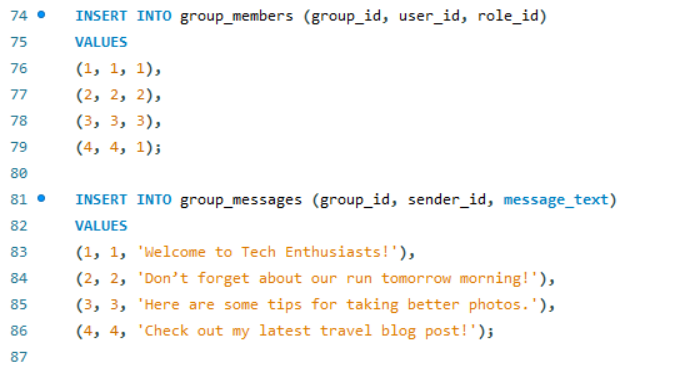 74 INSERT INTO group_members (group_id, user_id, role_id)
75 VALUES
76 (1, 1, 1),
77 (2, 2, 2),
78 (3, 3, 3),
79 (4, 4, 1);
80
81 INSERT INTO group_messages (group_id, sender_id, message_text)
82 VALUES
83 (1, 1, 'Welcome to Tech Enthusiasts!'),
84 (2, 2, 'Don’t forget about our run tomorrow morning!'),
85 (3, 3, 'Here are some tips for taking better photos.'),
86 (4, 4, 'Check out my latest travel blog post!');
87